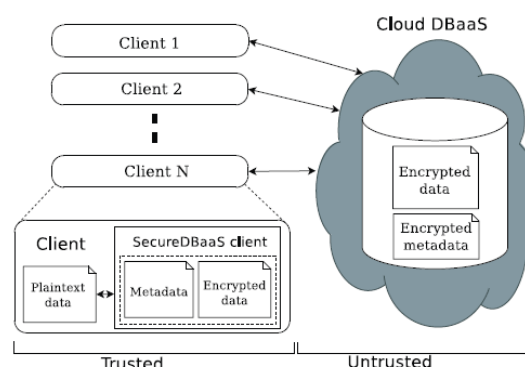 Cloud DBaaS
Client 1
Client 2
Client N
Encrypted
data
Encrypted
metadata
Client
SecureDBaaS client
Plaintext
data
Metadata
Encrypted
data
Trusted
Untrusted